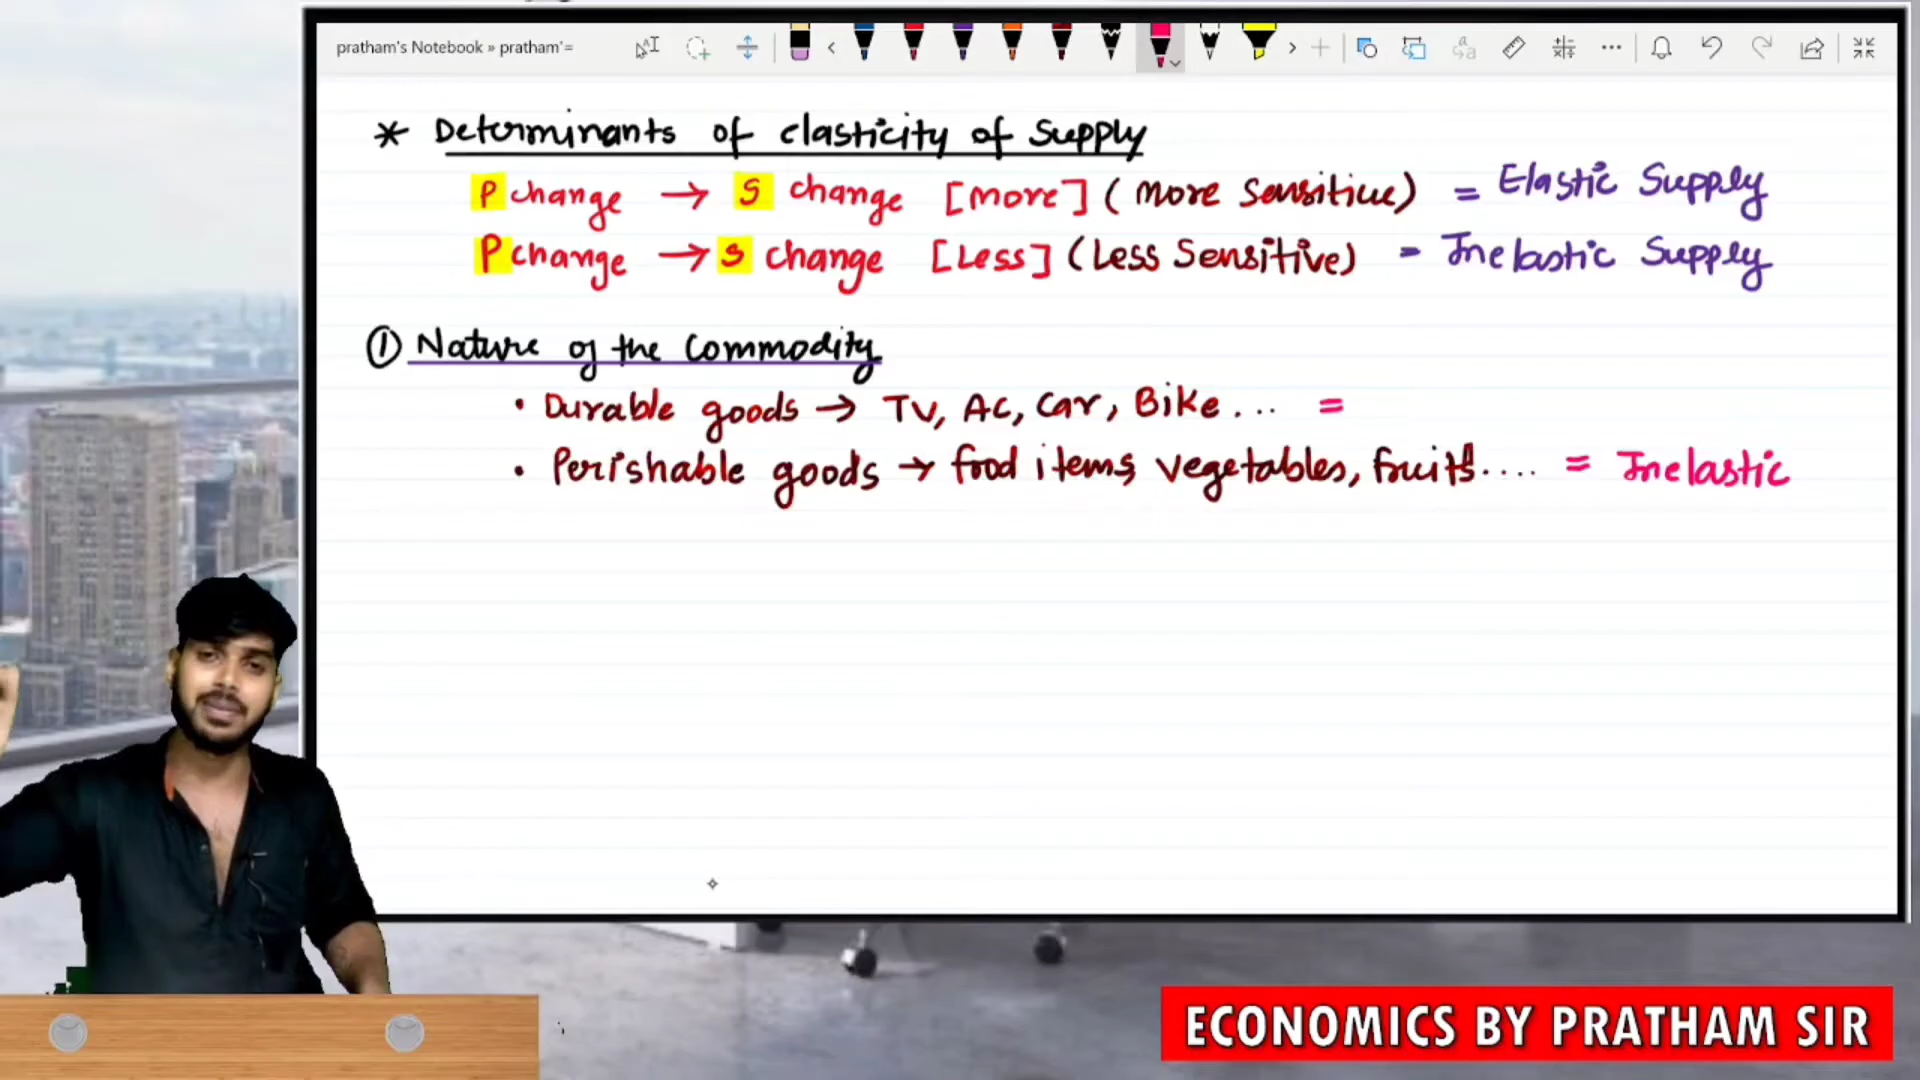 pratham's Notebook » pratham'=
* Determinants of elasticity of Supply
P change → S change [more] (more sensitive) = Elastic Supply
P change → S change [Less] (Less Sensitive) = Inelastic Supply
① Nature of the Commodity
• Durable goods → TV, AC, Car, Bike... =
• Perishable goods → food items, vegetables, fruits.... = Inelastic
ECONOMICS BY PRATHAM SIR